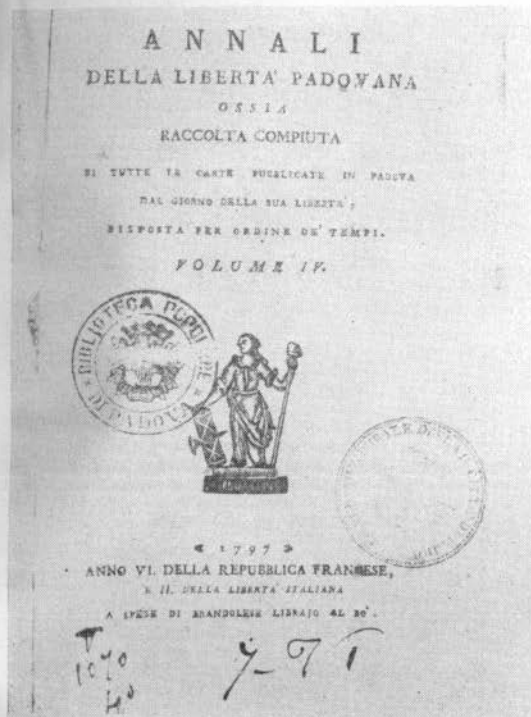 ANNALI
DELLA LIBERTA' PADOVANA
OSSIA
RACCOLTA COMPIUTA
DI TUTTE LE CARTE PUBBLICATE IN PADOVA
DAL GIORNO DELLA SUA LIBERTA',
DISPOSTA PER ORDINE DE' TEMPI.
VOLUME IV.
BIBLIOTECA POPOLARE
DI PADOVA
1797
ANNO VI. DELLA REPUBBLICA FRANCESE,
E II. DELLA LIBERTA' ITALIANA
A SPESE DI BRANDOLESE LIBRAJO AL BO'.
1070